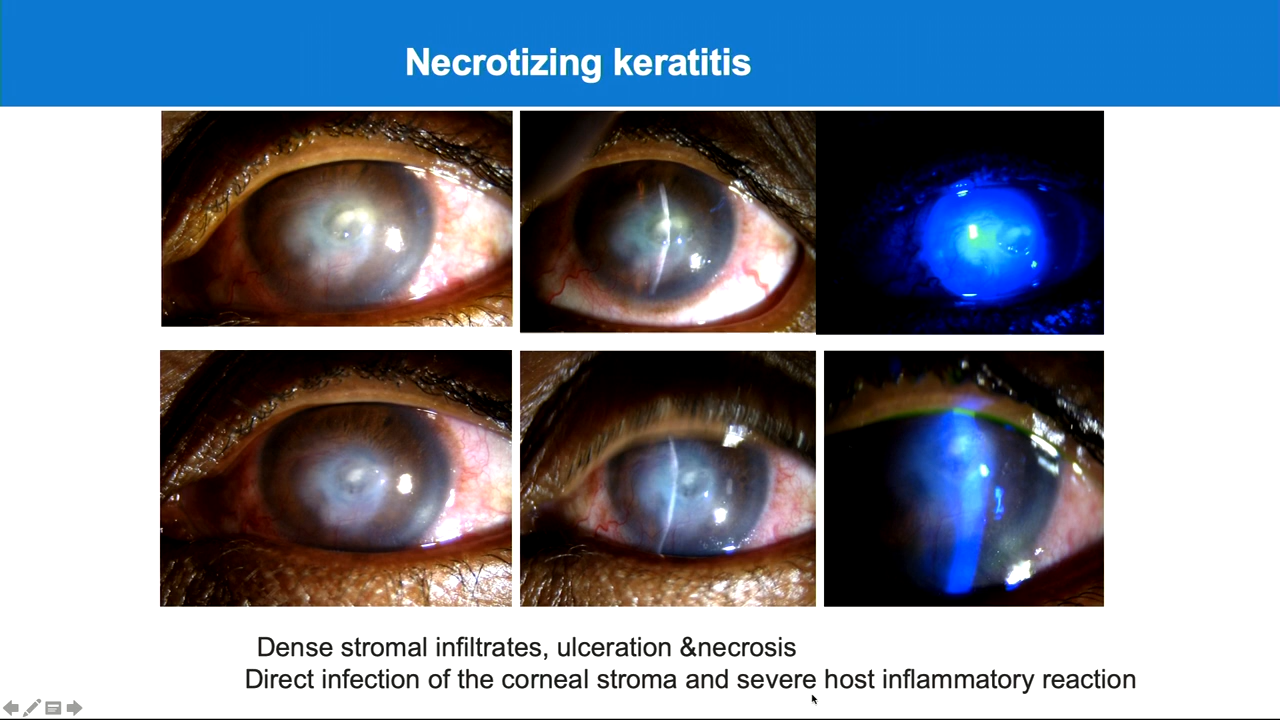 Necrotizing keratitis
Dense stromal infiltrates, ulceration &necrosis
Direct infection of the corneal stroma and severe host inflammatory reaction